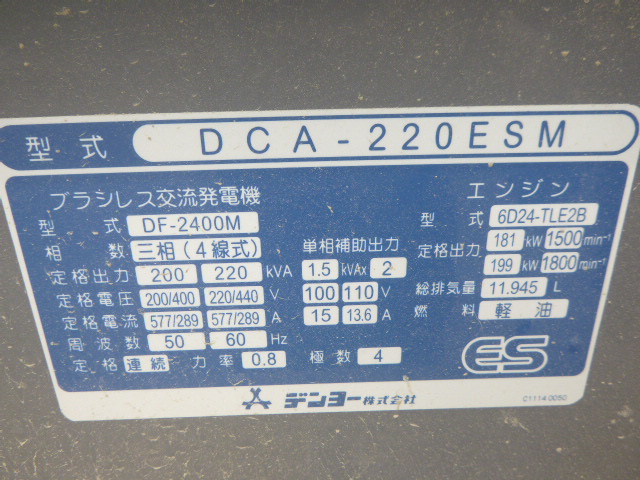 型式 DCA-220ESM
ブラシレス交流発電機
型式 DF-2400M
相数 三相(4線式)
定格出力 200 220 kVA
定格電圧 200/400 220/440 V
定格電流 577/289 577/289 A
周波数 50 60 Hz
定格 連続 力率 0.8 極数 4
単相補助出力
1.5 kVAx 2
100 110 V
15 13.6 A
エンジン
型式 6D24-TLE2B
定格出力 181 kW 1500 min⁻¹
199 kW 1800 min⁻¹
総排気量 11.945 L
燃料 軽油
ES
デンヨー株式会社
C1114 0050